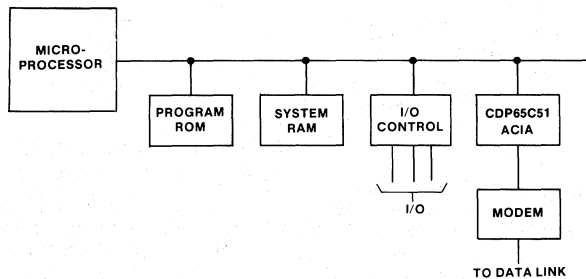 MICRO-
PROCESSOR
PROGRAM
ROM
SYSTEM
RAM
I/O
CONTROL
CDP65C51
ACIA
I/O
MODEM
TO DATA LINK